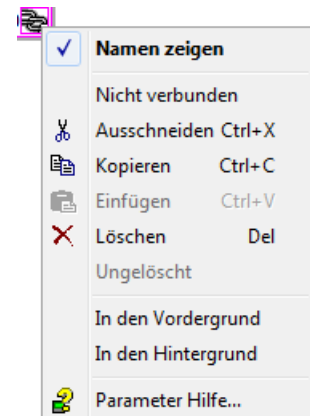 Namen zeigen
Nicht verbunden
Ausschneiden Ctrl+X
Kopieren Ctrl+C
Einfügen Ctrl+V
Löschen Del
Ungelöscht
In den Vordergrund
In den Hintergrund
Parameter Hilfe...